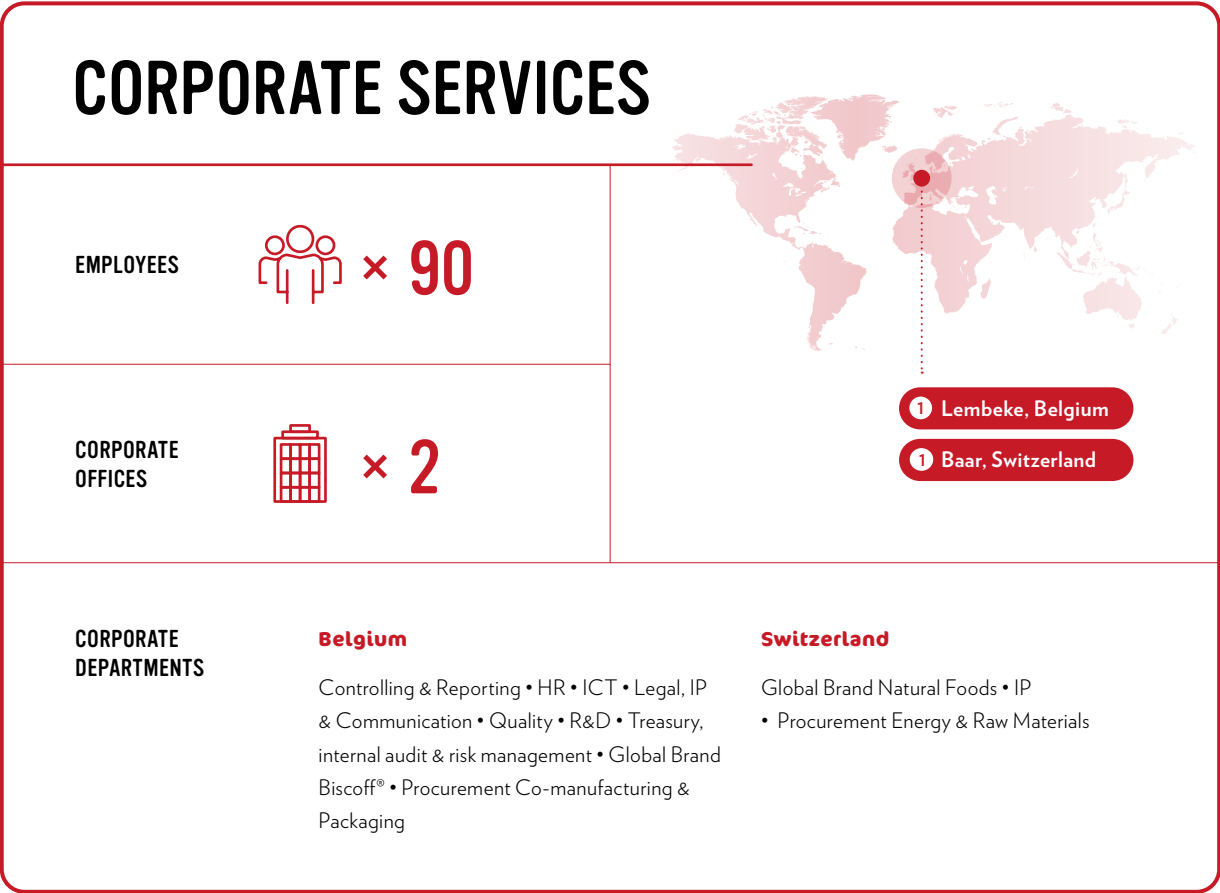 CORPORATE SERVICES
EMPLOYEES
× 90
CORPORATE
OFFICES
× 2
1 Lembeke, Belgium
1 Baar, Switzerland
CORPORATE
DEPARTMENTS
Belgium
Controlling & Reporting • HR • ICT • Legal, IP
& Communication • Quality • R&D • Treasury,
internal audit & risk management • Global Brand
Biscoff® • Procurement Co-manufacturing &
Packaging
Switzerland
Global Brand Natural Foods • IP
• Procurement Energy & Raw Materials